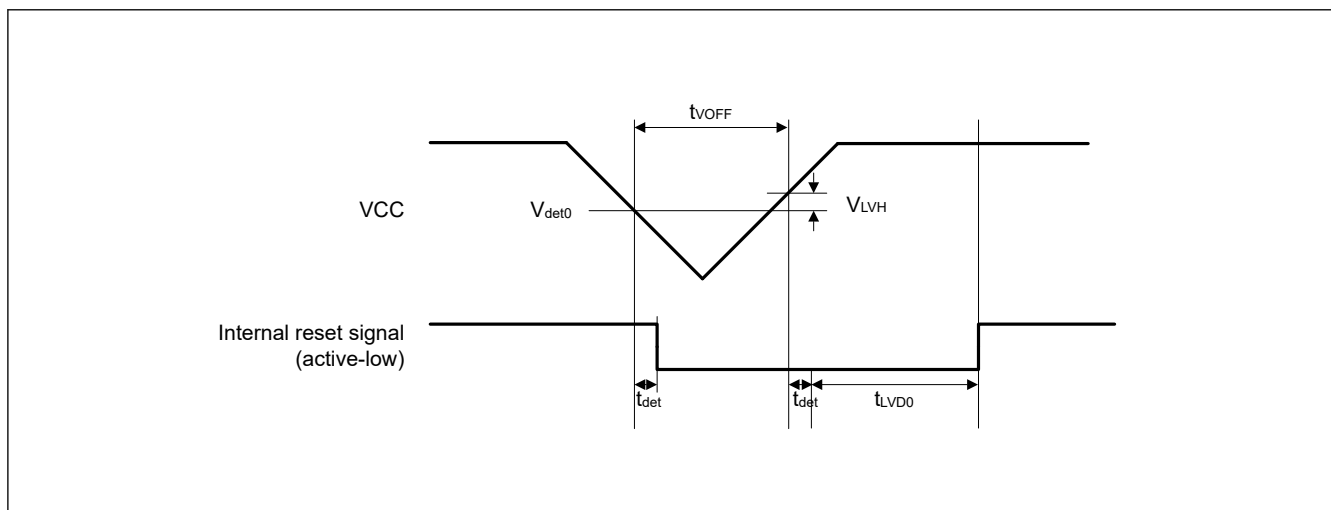 tVOFF
VCC
Vdet0
VLVH
Internal reset signal
(active-low)
tdet
tdet
tLVD0